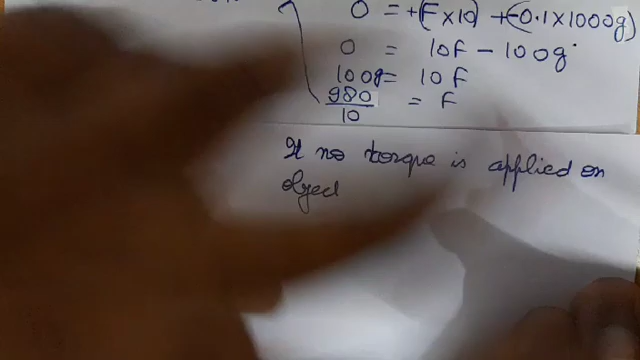 0 = +(F×10) + (-0.1×1000g)
0 = 10F - 100g
100g = 10F
980/10 = F
If no torque is applied on
object